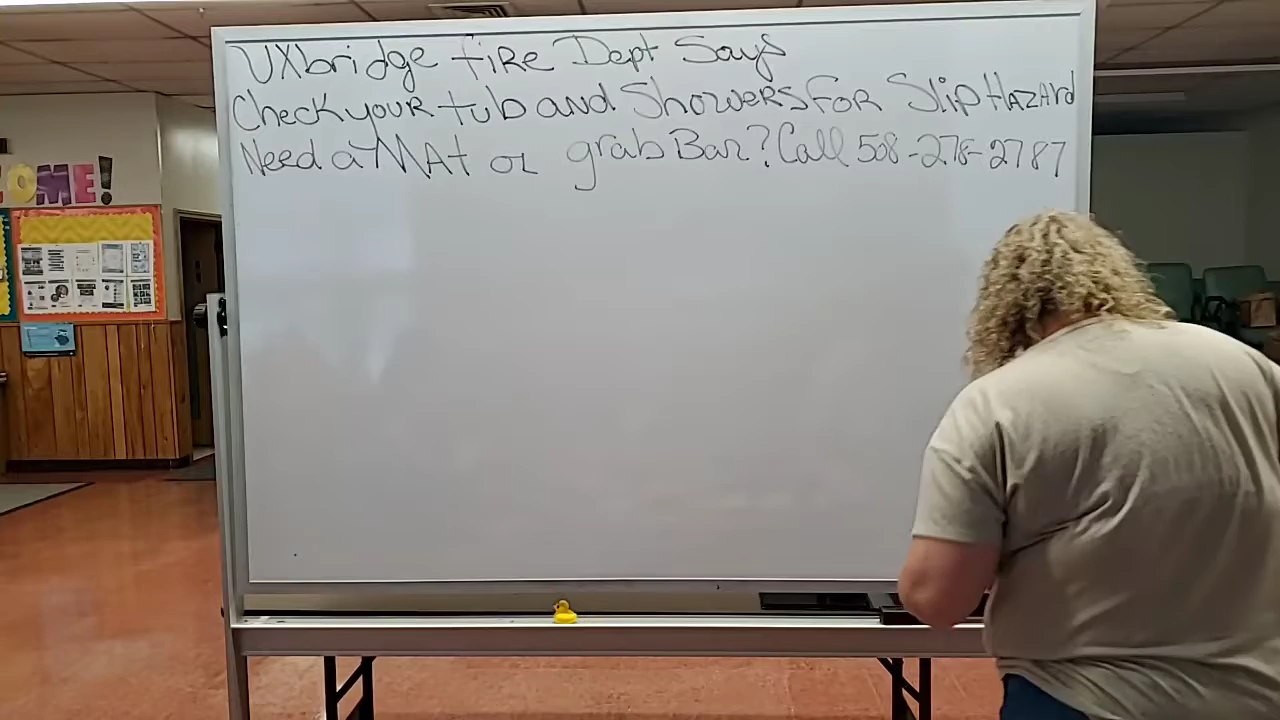 UXbridge fire Dept Says
Check your tub and Showers for Slip Hazard
Need a MAt or grab Bar? Call 508-278-2787
OME!